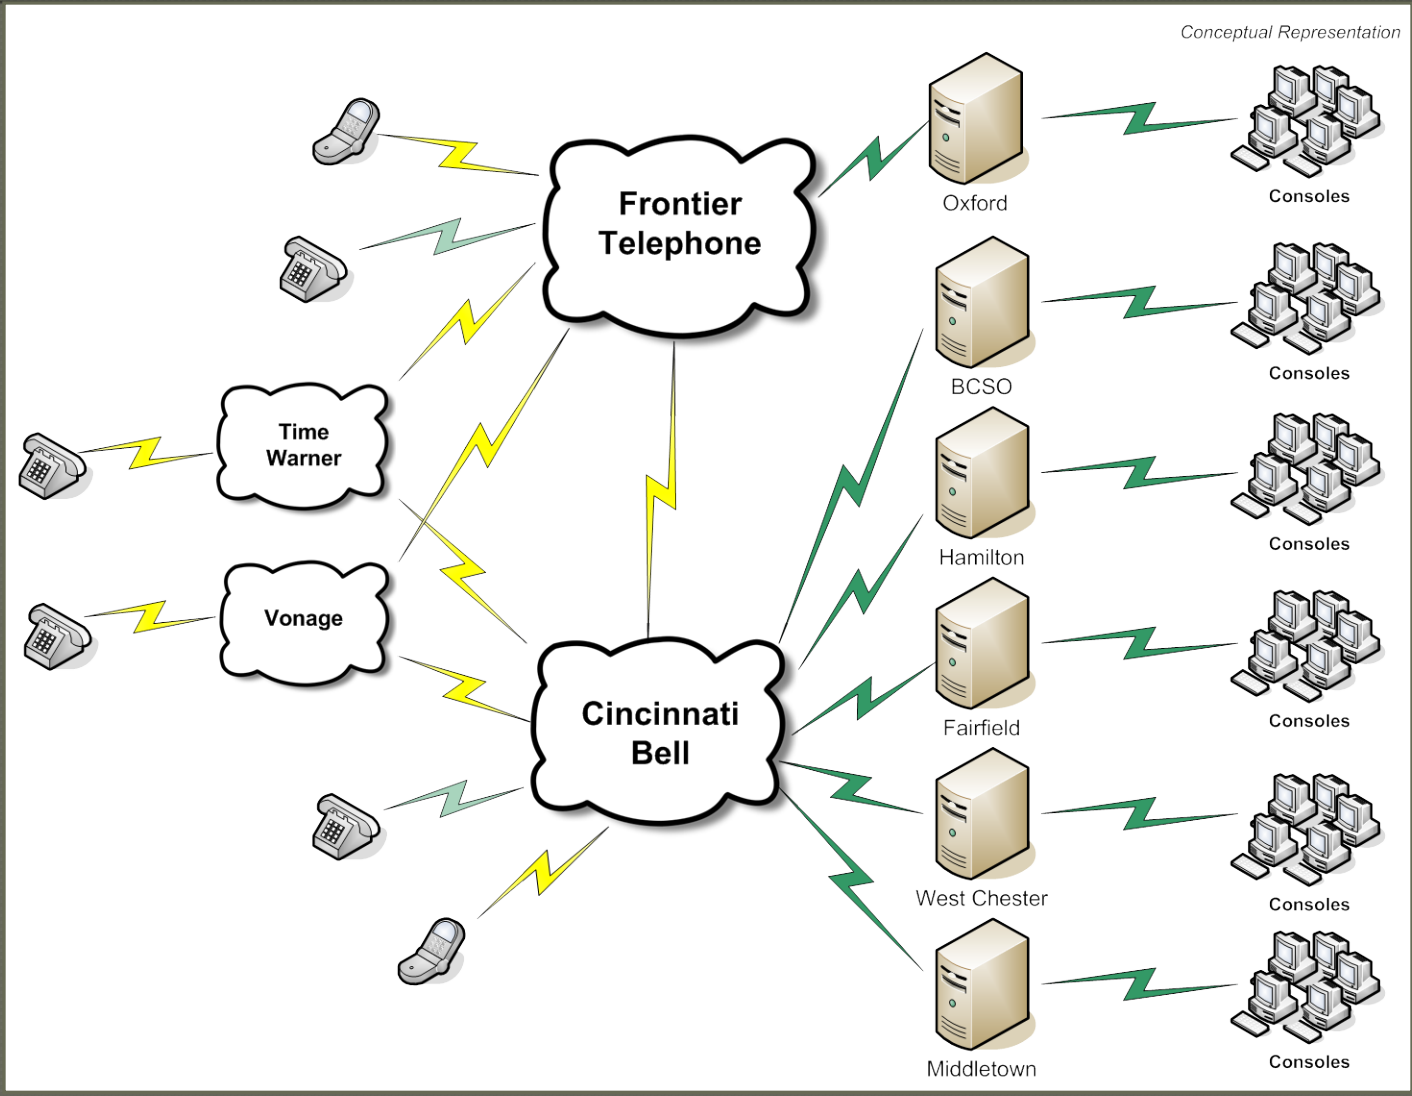 Conceptual Representation
Frontier
Telephone
Oxford
Consoles
BCSO
Consoles
Time
Warner
Hamilton
Consoles
Vonage
Cincinnati
Bell
Fairfield
Consoles
West Chester
Consoles
Middletown
Consoles